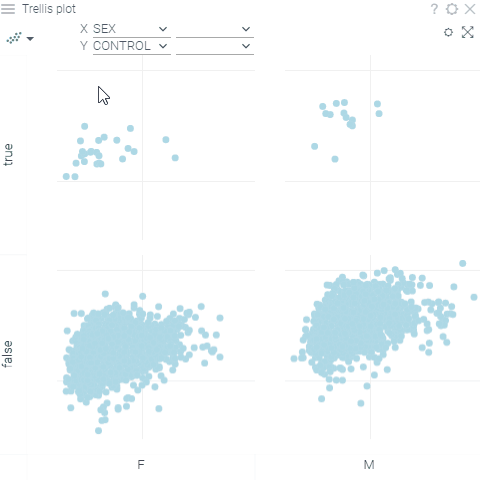 Trellis plot ?
X SEX
Y CONTROL
true
false
F M